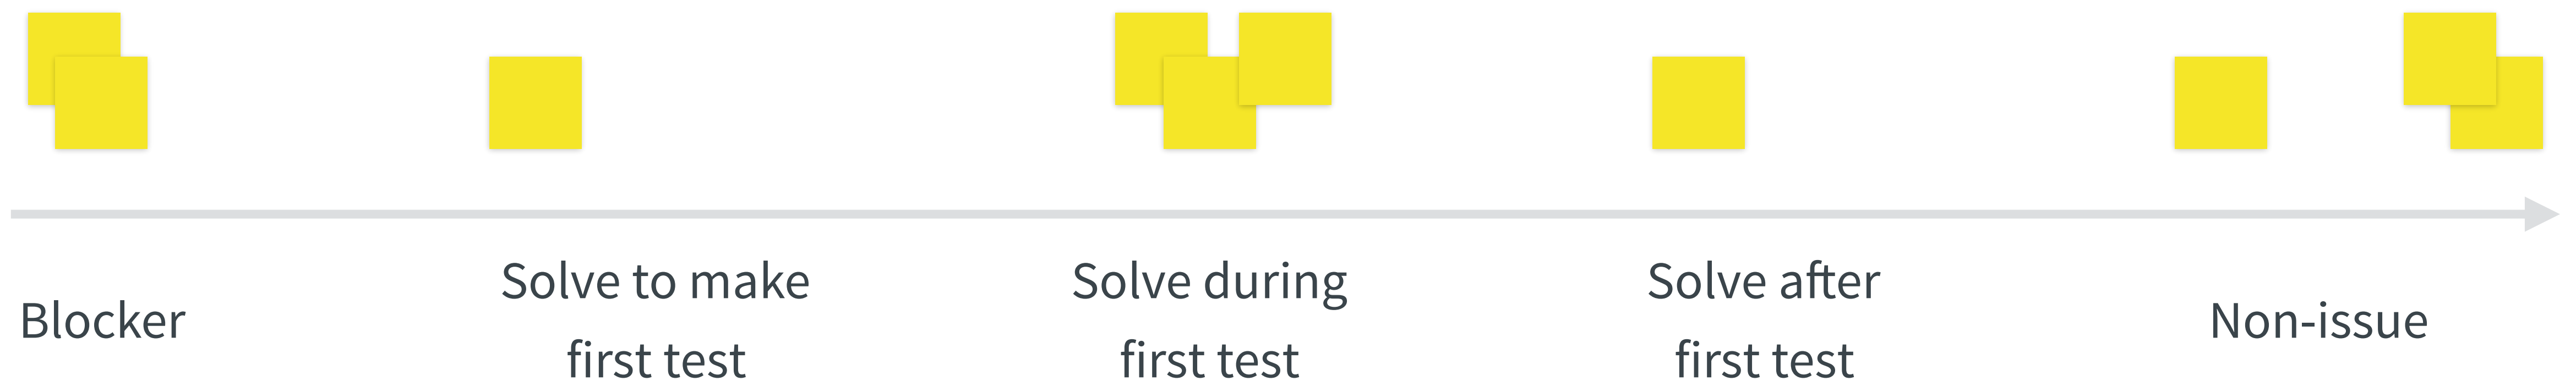 Blocker
Solve to make
first test
Solve during
first test
Solve after
first test
Non-issue